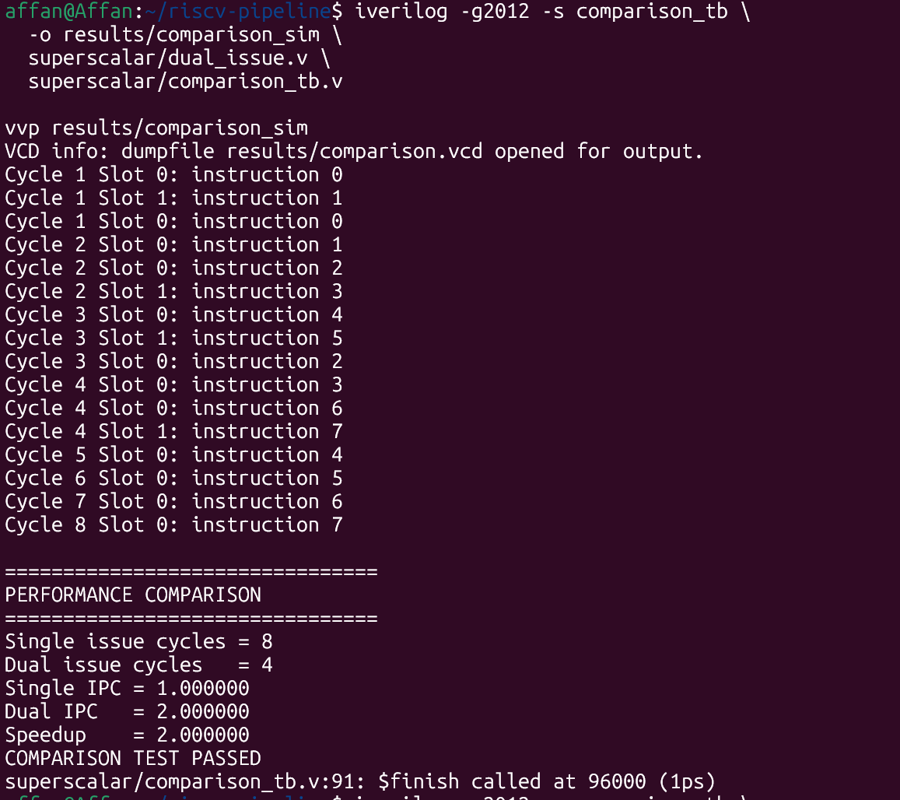 affan@Affan:~/riscv-pipeline$ iverilog -g2012 -s comparison_tb \
  -o results/comparison_sim \
  superscalar/dual_issue.v \
  superscalar/comparison_tb.v

vvp results/comparison_sim
VCD info: dumpfile results/comparison.vcd opened for output.
Cycle 1 Slot 0: instruction 0
Cycle 1 Slot 1: instruction 1
Cycle 1 Slot 0: instruction 0
Cycle 2 Slot 0: instruction 1
Cycle 2 Slot 0: instruction 2
Cycle 2 Slot 1: instruction 3
Cycle 3 Slot 0: instruction 4
Cycle 3 Slot 1: instruction 5
Cycle 3 Slot 0: instruction 2
Cycle 4 Slot 0: instruction 3
Cycle 4 Slot 0: instruction 6
Cycle 4 Slot 1: instruction 7
Cycle 5 Slot 0: instruction 4
Cycle 6 Slot 0: instruction 5
Cycle 7 Slot 0: instruction 6
Cycle 8 Slot 0: instruction 7

================================
PERFORMANCE COMPARISON
================================
Single issue cycles = 8
Dual issue cycles   = 4
Single IPC = 1.000000
Dual IPC   = 2.000000
Speedup    = 2.000000
COMPARISON TEST PASSED
superscalar/comparison_tb.v:91: $finish called at 96000 (1ps)